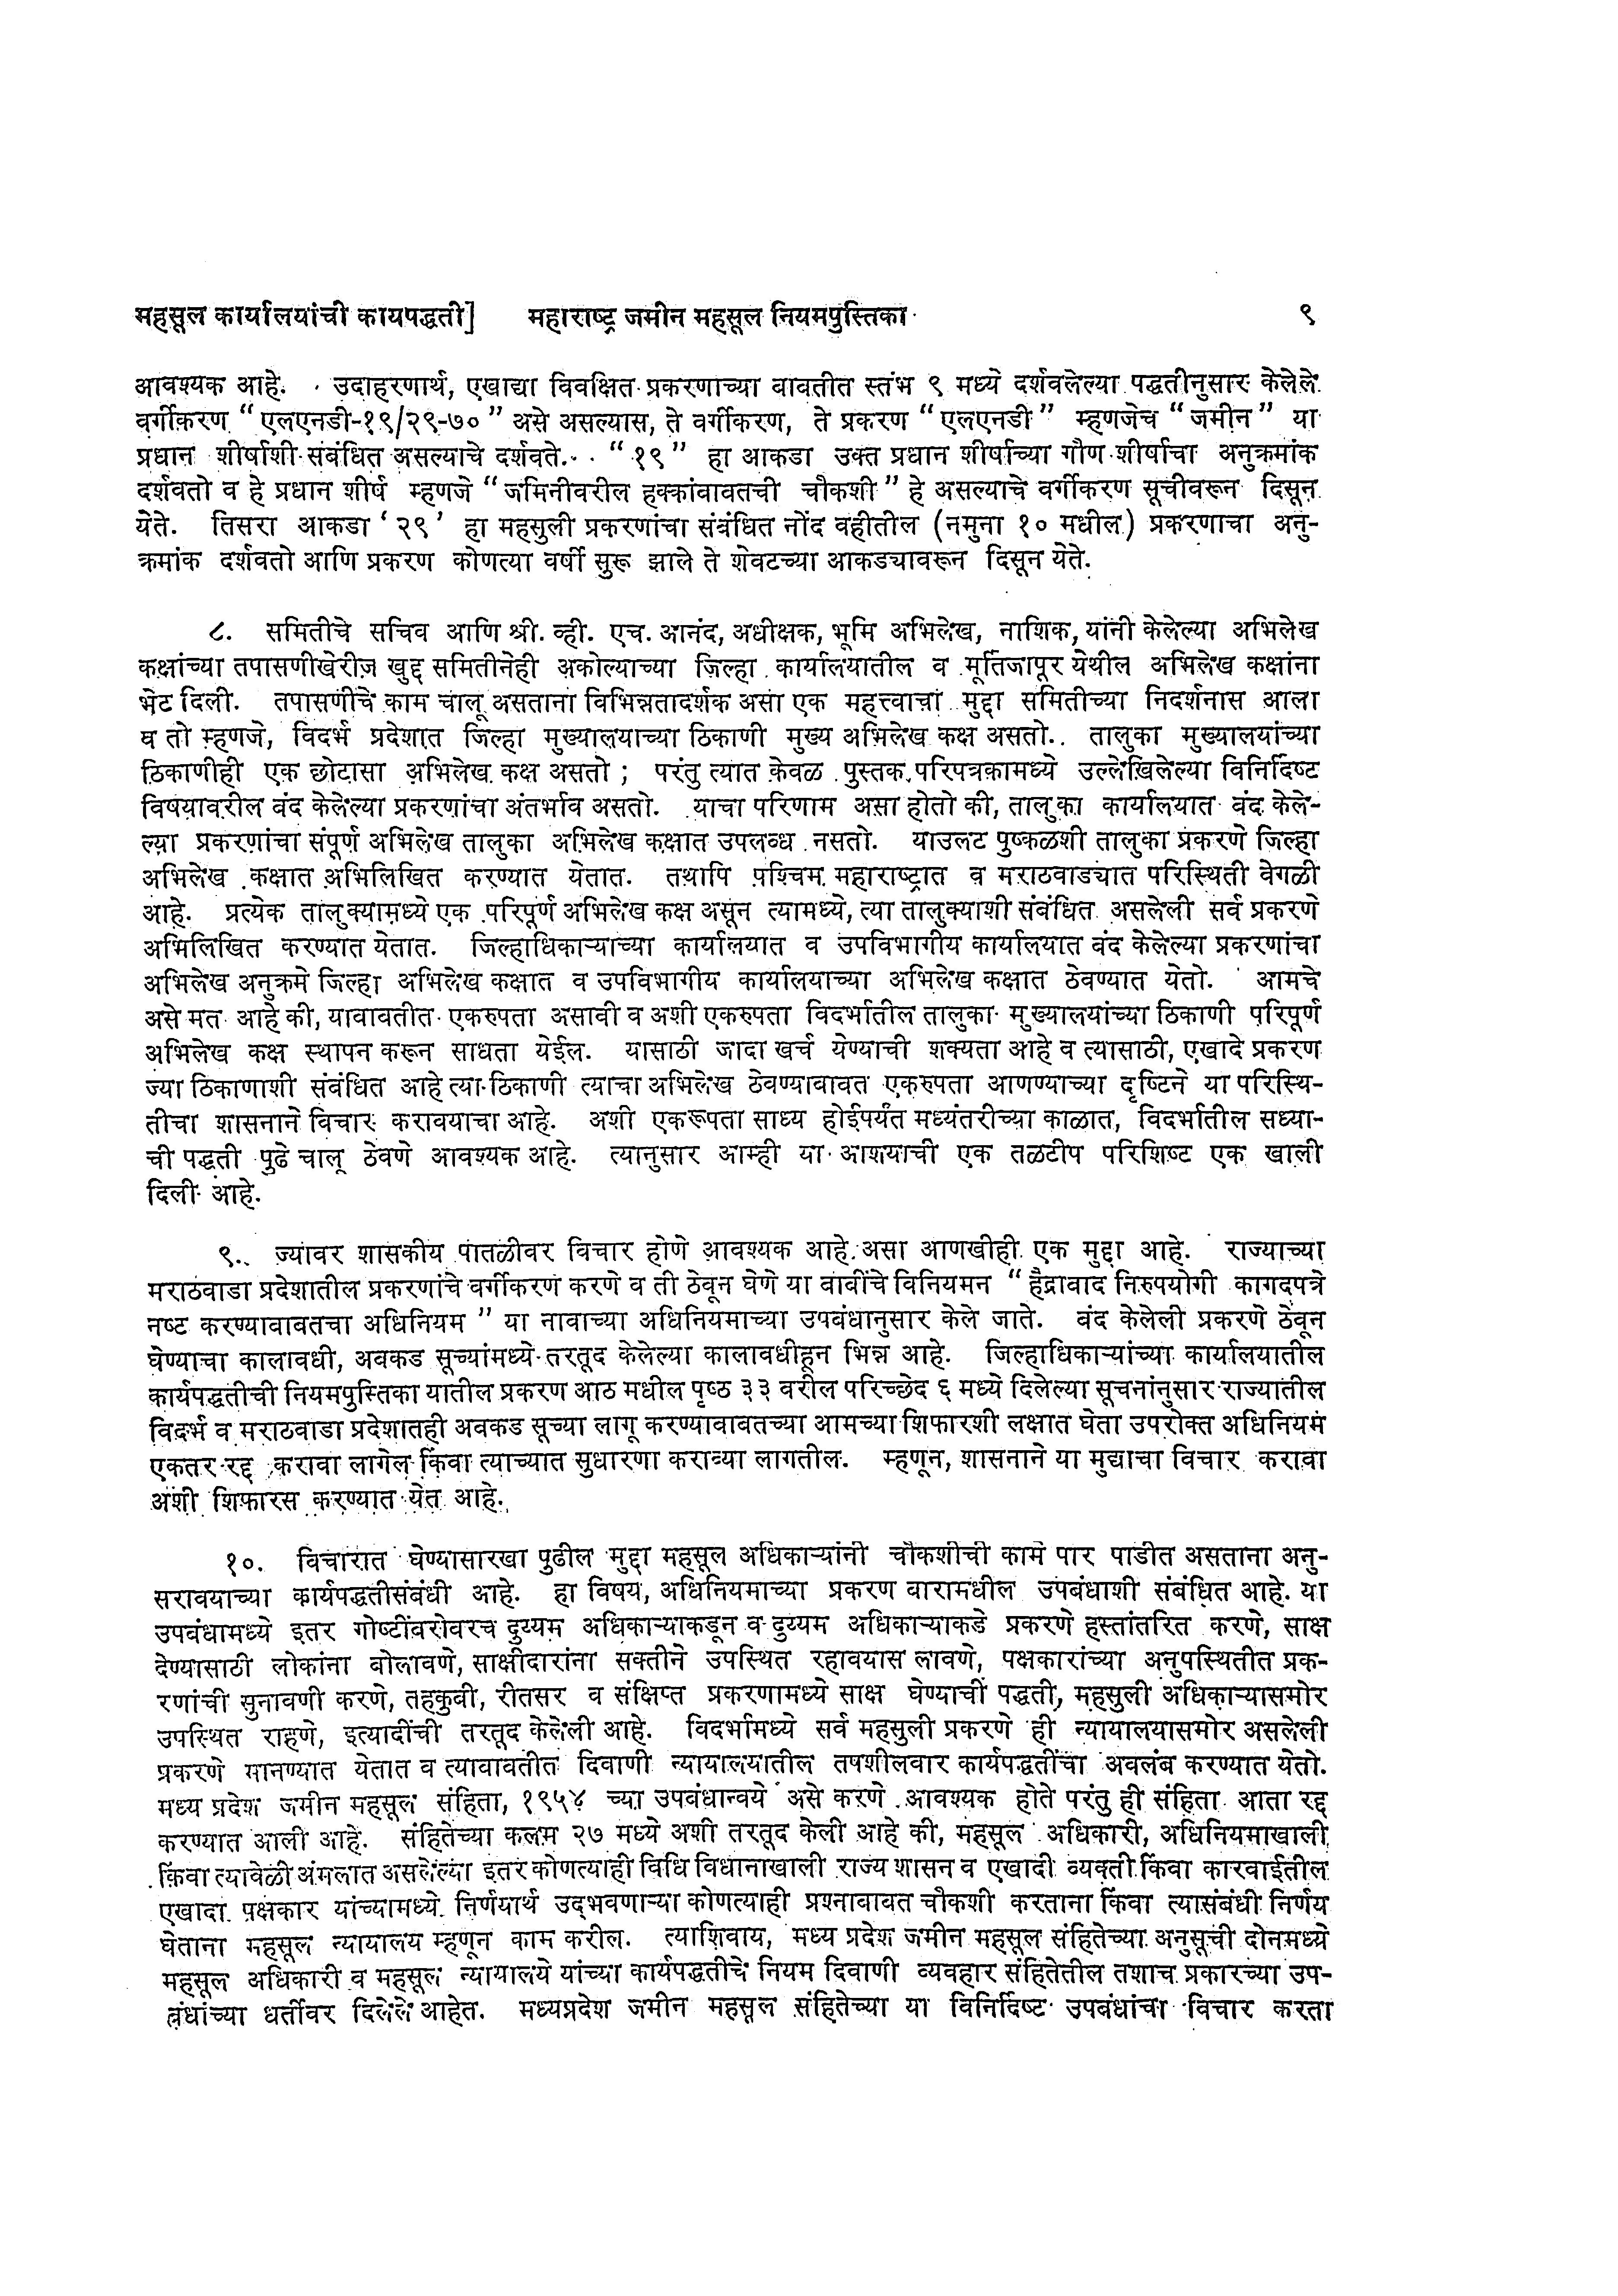 महसूल कार्यालयांची कायपद्धती] महाराष्ट्र जमीन महसूल नियमपुस्तिका ९
आवश्यक आहे. उदाहरणार्थ, एखाद्या विवक्षित प्रकरणाच्या बाबतीत स्तंभ ९ मध्ये दर्शवलेल्या पद्धतीनुसार केलेले
वर्गीकरण “ एलएनडी-१९/२९-७० ” असे असल्यास, ते वर्गीकरण, ते प्रकरण “ एलएनडी ” म्हणजेच “ जमीन ” या
प्रधान शीर्षाशी संबंधित असल्याचे दर्शवते. “ १९ ” हा आकडा उक्त प्रधान शीर्षाच्या गौण शीर्षाचा अनुक्रमांक
दर्शवतो व हे प्रधान शीर्ष म्हणजे “ जमिनीवरील हक्कांबाबतची चौकशी ” हे असल्याचे वर्गीकरण सूचीवरून दिसून
येते. तिसरा आकडा ‘ २९ ’ हा महसुली प्रकरणांचा संबंधित नोंद वहीतील (नमुना १० मधील) प्रकरणाचा अनु-
क्रमांक दर्शवतो आणि प्रकरण कोणत्या वर्षी सुरू झाले ते शेवटच्या आकड्यावरून दिसून येते.
८. समितीचे सचिव आणि श्री. व्ही. एच. आनंद, अधीक्षक, भूमि अभिलेख, नाशिक, यांनी केलेल्या अभिलेख
कक्षांच्या तपासणीखेरीज खुद्द समितीनेही अकोल्याच्या जिल्हा कार्यालयातील व मूर्तिजापूर येथील अभिलेख कक्षांना
भेट दिली. तपासणीचे काम चालू असताना विभिन्नतादर्शक असा एक महत्त्वाचा मुद्दा समितीच्या निदर्शनास आला
व तो म्हणजे, विदर्भ प्रदेशात जिल्हा मुख्यालयाच्या ठिकाणी मुख्य अभिलेख कक्ष असतो. तालुका मुख्यालयांच्या
ठिकाणीही एक छोटासा अभिलेख कक्ष असतो ; परंतु त्यात केवळ पुस्तक परिपत्रकामध्ये उल्लेखिलेल्या विनिर्दिष्ट
विषयावरील बंद केलेल्या प्रकरणांचा अंतर्भाव असतो. याचा परिणाम असा होतो की, तालुका कार्यालयात बंद केले-
ल्या प्रकरणांचा संपूर्ण अभिलेख तालुका अभिलेख कक्षात उपलब्ध नसतो. याउलट पुष्कळशी तालुका प्रकरणे जिल्हा
अभिलेख कक्षात अभिलिखित करण्यात येतात. तथापि पश्चिम महाराष्ट्रात व मराठवाड्यात परिस्थिती वेगळी
आहे. प्रत्येक तालुक्यामध्ये एक परिपूर्ण अभिलेख कक्ष असून त्यामध्ये, त्या तालुक्याशी संबंधित असलेली सर्व प्रकरणे
अभिलिखित करण्यात येतात. जिल्हाधिकाऱ्याच्या कार्यालयात व उपविभागीय कार्यालयात बंद केलेल्या प्रकरणांचा
अभिलेख अनुक्रमे जिल्हा अभिलेख कक्षात व उपविभागीय कार्यालयाच्या अभिलेख कक्षात ठेवण्यात येतो. आमचे
असे मत आहे की, याबाबतीत एकरुपता असावी व अशी एकरुपता विदर्भातील तालुका मुख्यालयांच्या ठिकाणी परिपूर्ण
अभिलेख कक्ष स्थापन करून साधता येईल. यासाठी जादा खर्च येण्याची शक्यता आहे व त्यासाठी, एखादे प्रकरण
ज्या ठिकाणाशी संबंधित आहे त्या ठिकाणी त्याचा अभिलेख ठेवण्याबाबत एकरुपता आणण्याच्या दृष्टिने या परिस्थि-
तीचा शासनाने विचार करावयाचा आहे. अशी एकरूपता साध्य होईपर्यंत मध्यंतरीच्या काळात, विदर्भातील सध्या-
ची पद्धती पुढे चालू ठेवणे आवश्यक आहे. त्यानुसार आम्ही या आशयाची एक तळटीप परिशिष्ट एक खाली
दिली आहे.
९. ज्यावर शासकीय पातळीवर विचार होणे आवश्यक आहे असा आणखीही एक मुद्दा आहे. राज्याच्या
मराठवाडा प्रदेशातील प्रकरणांचे वर्गीकरण करणे व ती ठेवून घेणे या बाबींचे विनियमन “ हैद्राबाद निरुपयोगी कागदपत्रे
नष्ट करण्याबाबतचा अधिनियम ” या नावाच्या अधिनियमाच्या उपबंधानुसार केले जाते. बंद केलेली प्रकरणे ठेवून
घेण्याचा कालावधी, अबकड सूच्यांमध्ये तरतूद केलेल्या कालावधीहून भिन्न आहे. जिल्हाधिकाऱ्यांच्या कार्यालयातील
कार्यपद्धतीची नियमपुस्तिका यातील प्रकरण आठ मधील पृष्ठ ३३ वरील परिच्छेद ६ मध्ये दिलेल्या सूचनांनुसार राज्यातील
विदर्भ व मराठवाडा प्रदेशातही अबकड सूच्या लागू करण्याबाबतच्या आमच्या शिफारशी लक्षात घेता उपरोक्त अधिनियम
एकतर रद्द करावा लागेल किंवा त्याच्यात सुधारणा कराव्या लागतील. म्हणून, शासनाने या मुद्याचा विचार करावा
अशी शिफारस करण्यात येत आहे.
१०. विचारात घेण्यासारखा पुढील मुद्दा महसूल अधिकाऱ्यांनी चौकशीची कामे पार पाडीत असताना अनु-
सरावयाच्या कार्यपद्धतीसंबंधी आहे. हा विषय, अधिनियमाच्या प्रकरण बारामधील उपबंधाशी संबंधित आहे. या
उपबंधामध्ये इतर गोष्टींबरोबरच दुय्यम अधिकाऱ्याकडून व दुय्यम अधिकाऱ्याकडे प्रकरणे हस्तांतरित करणे, साक्ष
देण्यासाठी लोकांना बोलावणे, साक्षीदारांना सक्तीने उपस्थित रहावयास लावणे, पक्षकारांच्या अनुपस्थितीत प्रक-
रणांची सुनावणी करणे, तहकुबी, रीतसर व संक्षिप्त प्रकरणामध्ये साक्ष घेण्याची पद्धती, महसुली अधिकाऱ्यासमोर
उपस्थित राहणे, इत्यादींची तरतूद केलेली आहे. विदर्भामध्ये सर्व महसुली प्रकरणे ही न्यायालयासमोर असलेली
प्रकरणे मानण्यात येतात व त्याबाबतीत दिवाणी न्यायालयातील तपशीलवार कार्यपद्धतींचा अवलंब करण्यात येतो.
मध्य प्रदेश जमीन महसूल संहिता, १९५४ च्या उपबंधान्वये असे करणे आवश्यक होते परंतु ही संहिता आता रद्द
करण्यात आली आहे. संहितेच्या कलम २७ मध्ये अशी तरतूद केली आहे की, महसूल अधिकारी, अधिनियमाखाली
किंवा त्यावेळी अंमलात असलेल्या इतर कोणत्याही विधि विधानाखाली राज्य शासन व एखादी व्यक्ती किंवा कारवाईतील
एखादा पक्षकार यांच्यामध्ये निर्णयार्थ उद्‌भवणाऱ्या कोणत्याही प्रश्नाबाबत चौकशी करताना किंवा त्यासंबंधी निर्णय
घेताना महसूल न्यायालय म्हणून काम करील. त्याशिवाय, मध्य प्रदेश जमीन महसूल संहितेच्या अनुसूची दोनमध्ये
महसूल अधिकारी व महसूल न्यायालये यांच्या कार्यपद्धतीचे नियम दिवाणी व्यवहार संहितेतील तशाच प्रकारच्या उप-
बंधांच्या धर्तीवर दिलेले आहेत. मध्यप्रदेश जमीन महसूल संहितेच्या या विनिर्दिष्ट उपबंधांचा विचार करता